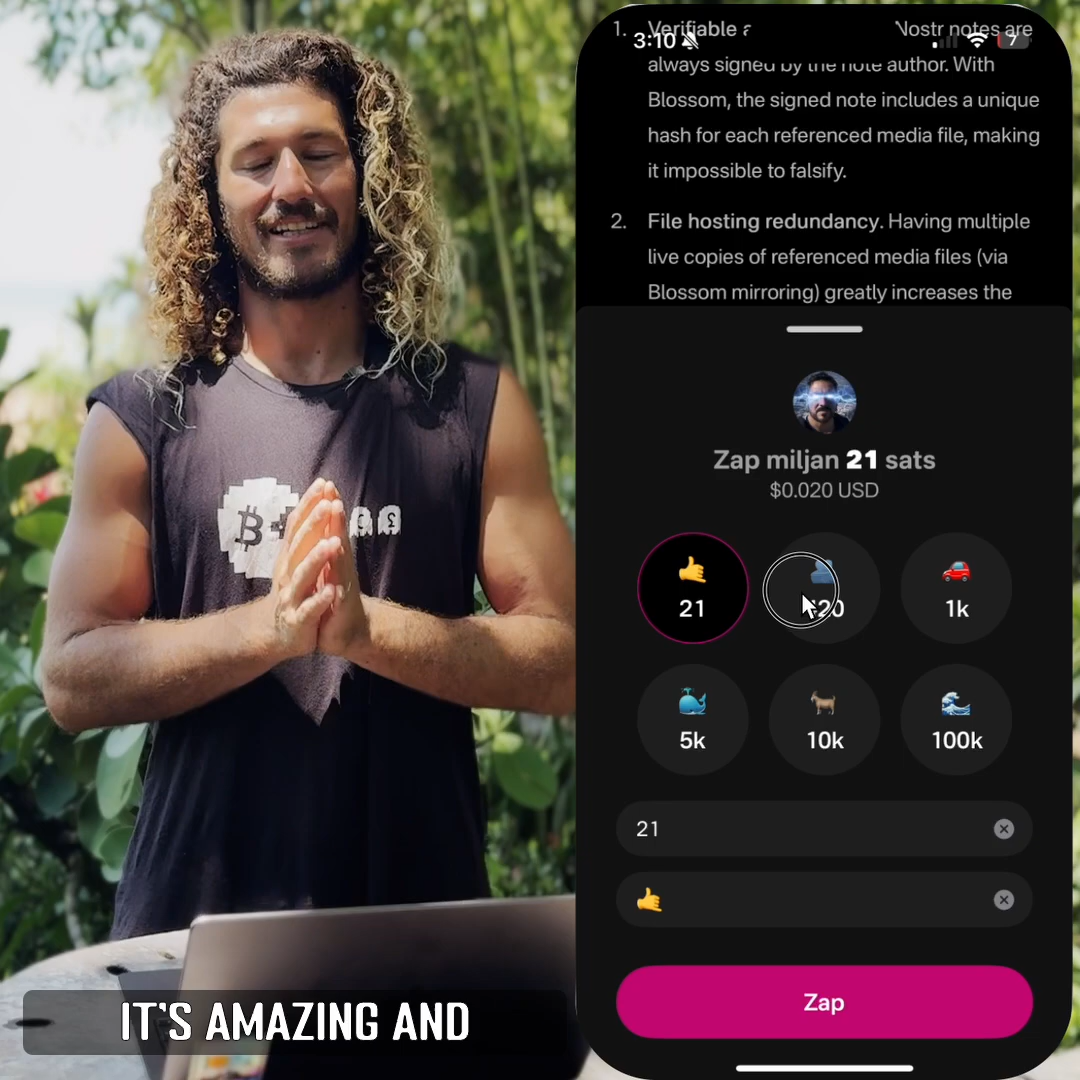 3:10
7
1. Verifiable
Nostr notes are
always signed by the note author. With
Blossom, the signed note includes a unique
hash for each referenced media file, making
it impossible to falsify.
2. File hosting redundancy. Having multiple
live copies of referenced media files (via
Blossom mirroring) greatly increases the
Zap miljan 21 sats
$0.020 USD
21
1k
5k
10k
100k
21
Zap
IT'S AMAZING AND